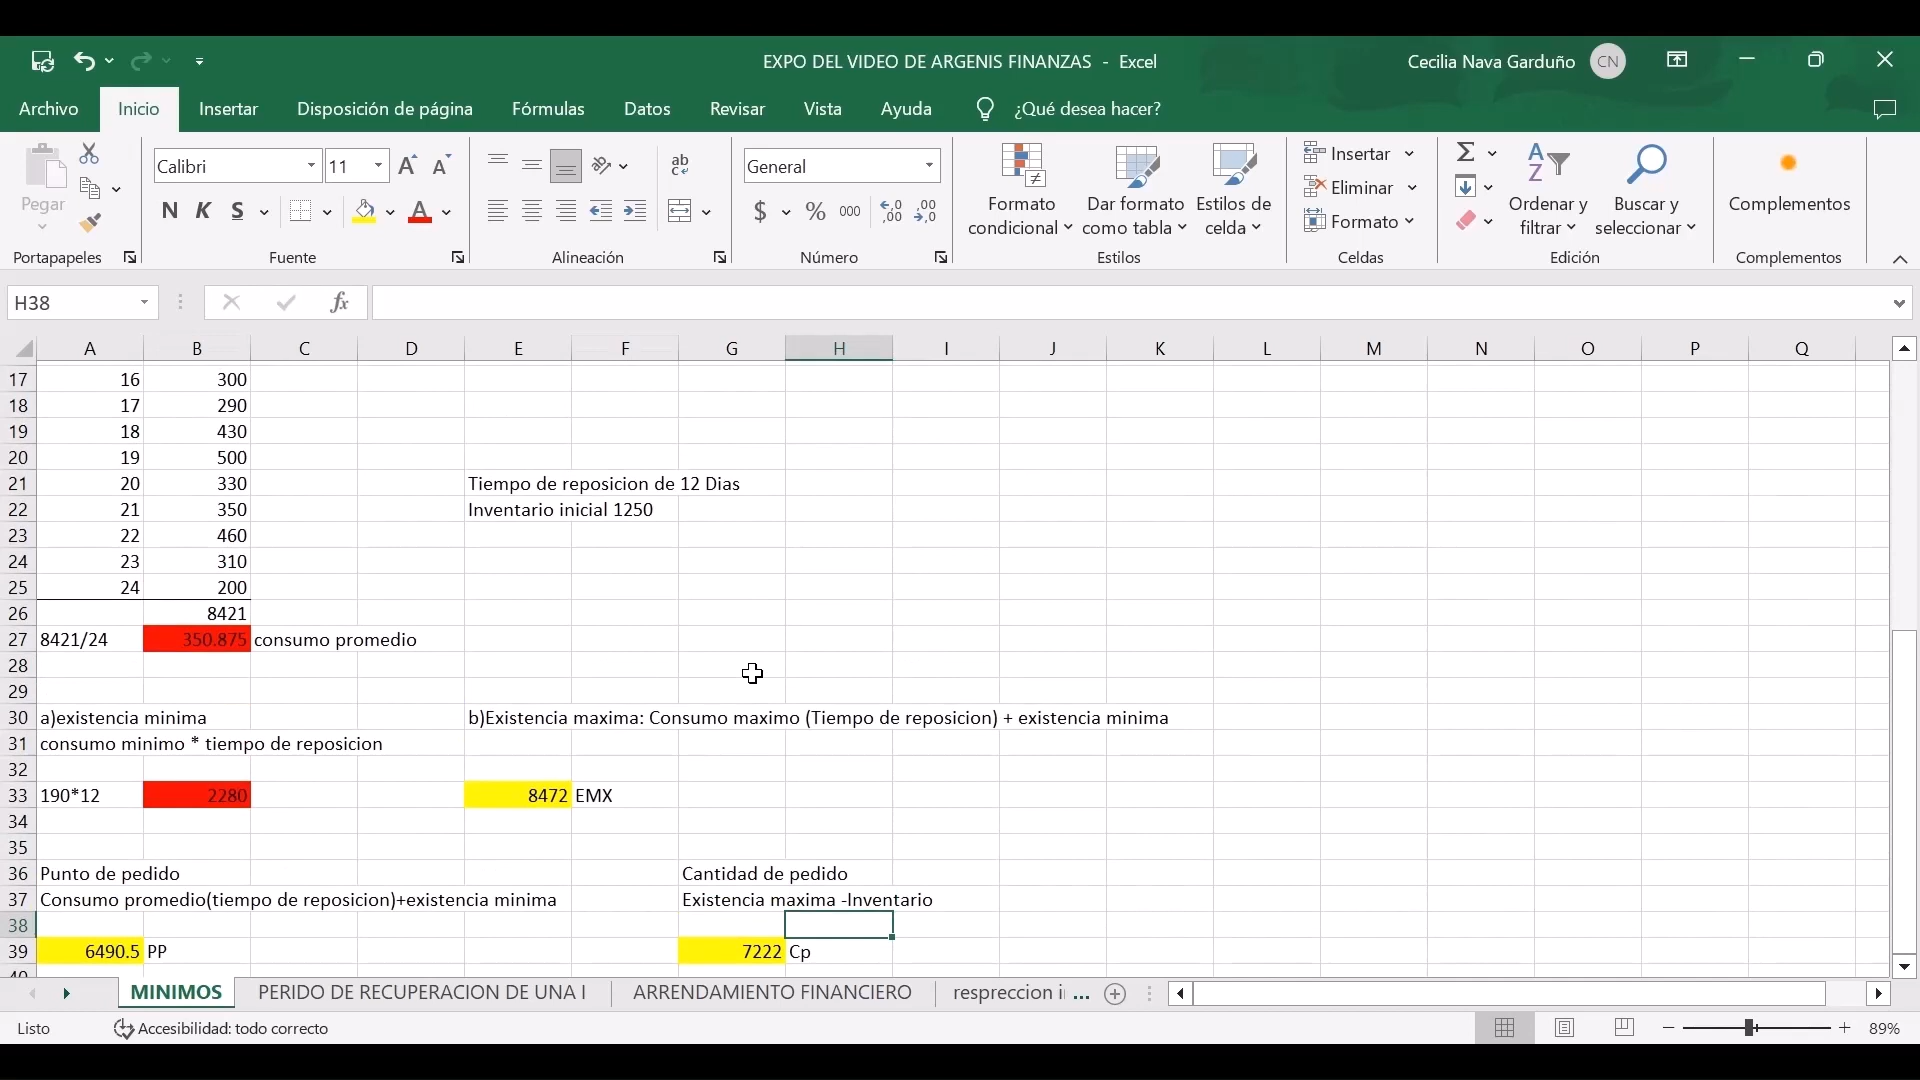 EXPO DEL VIDEO DE ARGENIS FINANZAS - Excel
Cecilia Nava Garduño CN
Archivo Inicio Insertar Disposición de página Fórmulas Datos Revisar Vista Ayuda ¿Qué desea hacer?
Pegar
Portapapeles
Calibri 11
N K S
Fuente
ab
Alineación
General
$ % 000
Número
Formato condicional
Dar formato como tabla
Estilos de celda
Estilos
Insertar
Eliminar
Formato
Celdas
Ordenar y filtrar
Buscar y seleccionar
Edición
Complementos
Complementos
H38 fx
A B C D E F G H I J K L M N O P Q
17 16 300
18 17 290
19 18 430
20 19 500
21 20 330 Tiempo de reposicion de 12 Dias
22 21 350 Inventario inicial 1250
23 22 460
24 23 310
25 24 200
26 8421
27 8421/24 350.875 consumo promedio
28
29
30 a)existencia minima b)Existencia maxima: Consumo maximo (Tiempo de reposicion) + existencia minima
31 consumo minimo * tiempo de reposicion
32
33 190*12 2280 8472 EMX
34
35
36 Punto de pedido Cantidad de pedido
37 Consumo promedio(tiempo de reposicion)+existencia minima Existencia maxima -Inventario
38
39 6490.5 PP 7222 Cp
MINIMOS PERIDO DE RECUPERACION DE UNA I ARRENDAMIENTO FINANCIERO respreccion i ...
Listo Accesibilidad: todo correcto 89%